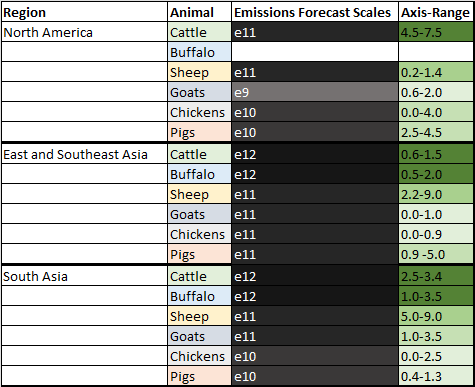 Region Animal Emissions Forecast Scales Axis-Range
North America Cattle e11 4.5-7.5
Buffalo
Sheep e11 0.2-1.4
Goats e9 0.6-2.0
Chickens e10 0.0-4.0
Pigs e10 2.5-4.5
East and Southeast Asia Cattle e12 0.6-1.5
Buffalo e12 0.5-2.0
Sheep e11 2.2-9.0
Goats e11 0.0-1.0
Chickens e11 0.0-0.9
Pigs e11 0.9 -5.0
South Asia Cattle e12 2.5-3.4
Buffalo e12 1.0-3.5
Sheep e11 5.0-9.0
Goats e11 1.0-3.5
Chickens e10 0.0-2.5
Pigs e10 0.4-1.3